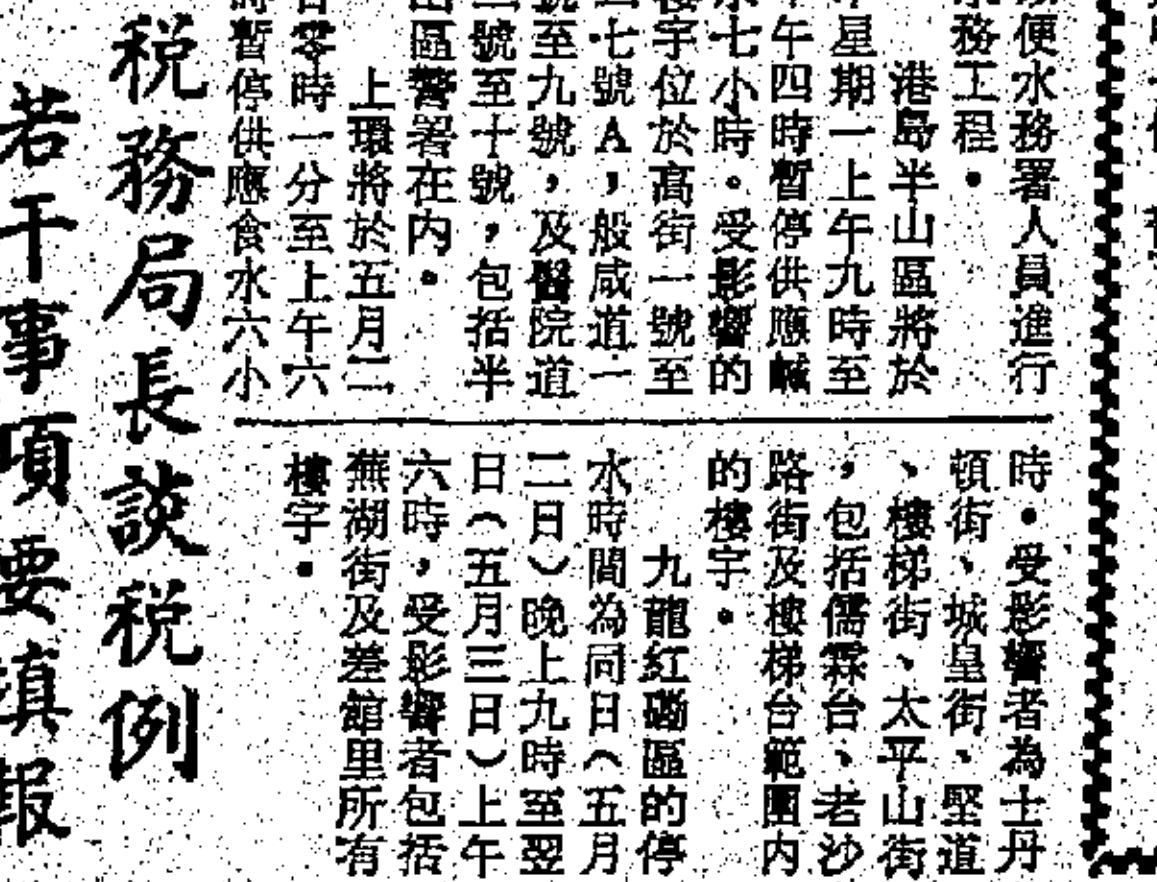 便水務署人員進行
務工程。
港島半山區將於
星期一上午九時至
午四時暫停供應鹹
水七小時。受影響的
樓宇位於高街一號至
七號A，般咸道一
號至九號，及醫院道
號至十號，包括半
山區警署在內。
上環將於五月二
零時一分至上午六
時暫停供應食水六小
時。受影響者為士丹
頓街、城皇街、堅道
、樓梯街、太平山街
，包括儒霖台、老沙
路街及樓梯台範圍內
的樓宇。
九龍紅磡區的停
水時間為同日（五月
二日）晚上九時至翌
日（五月三日）上午
六時，受影響者包括
蕪湖街及差館里所有
樓宇。
税務局長談税例
若干事項要填報